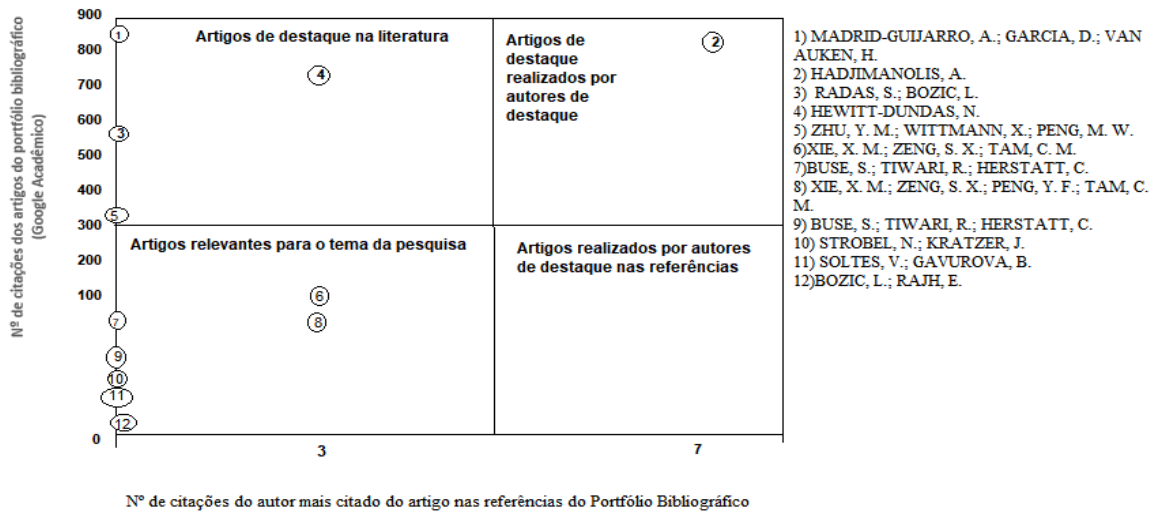 Nº de citações dos artigos do portfólio bibliográfico
(Google Acadêmico)
900
800
700
600
500
400
300
200
100
0
Artigos de destaque na literatura
Artigos de
destaque
realizados por
autores de
destaque
Artigos relevantes para o tema da pesquisa
Artigos realizados por autores
de destaque nas referências
1
2
4
3
5
6
8
7
9
10
11
12
3
7
Nº de citações do autor mais citado do artigo nas referências do Portfólio Bibliográfico
1) MADRID-GUIJARRO, A.; GARCIA, D.; VAN
AUKEN, H.
2) HADJIMANOLIS, A.
3) RADAS, S.; BOZIC, L.
4) HEWITT-DUNDAS, N.
5) ZHU, Y. M.; WITTMANN, X.; PENG, M. W.
6)XIE, X. M.; ZENG, S. X.; TAM, C. M.
7)BUSE, S.; TIWARI, R.; HERSTATT, C.
8) XIE, X. M.; ZENG, S. X.; PENG, Y. F.; TAM, C.
M.
9) BUSE, S.; TIWARI, R.; HERSTATT, C.
10) STROBEL, N.; KRATZER, J.
11) SOLTES, V.; GAVUROVA, B.
12)BOZIC, L.; RAJH, E.